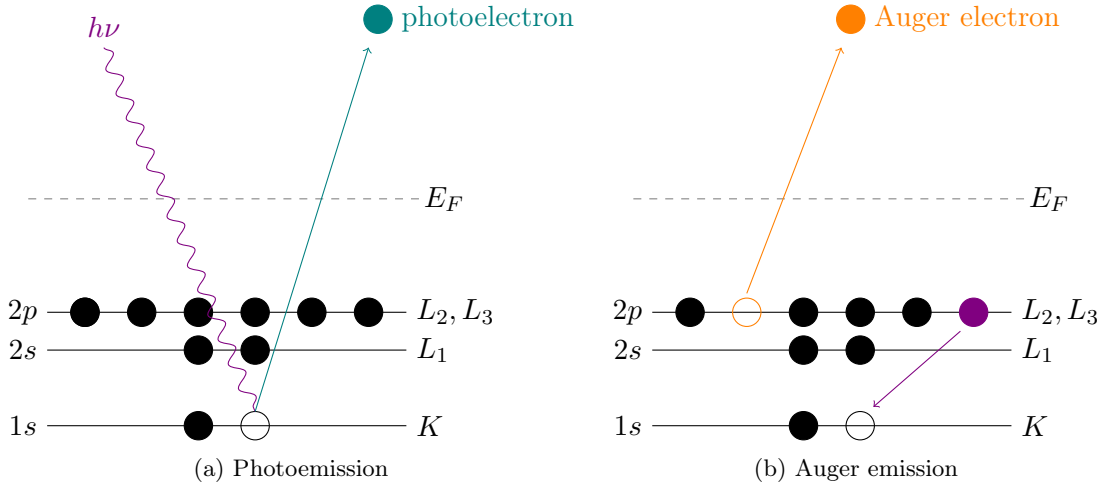 hν
photoelectron
E_F
2p
L_2, L_3
2s
L_1
1s
K
(a) Photoemission
Auger electron
E_F
2p
L_2, L_3
2s
L_1
1s
K
(b) Auger emission